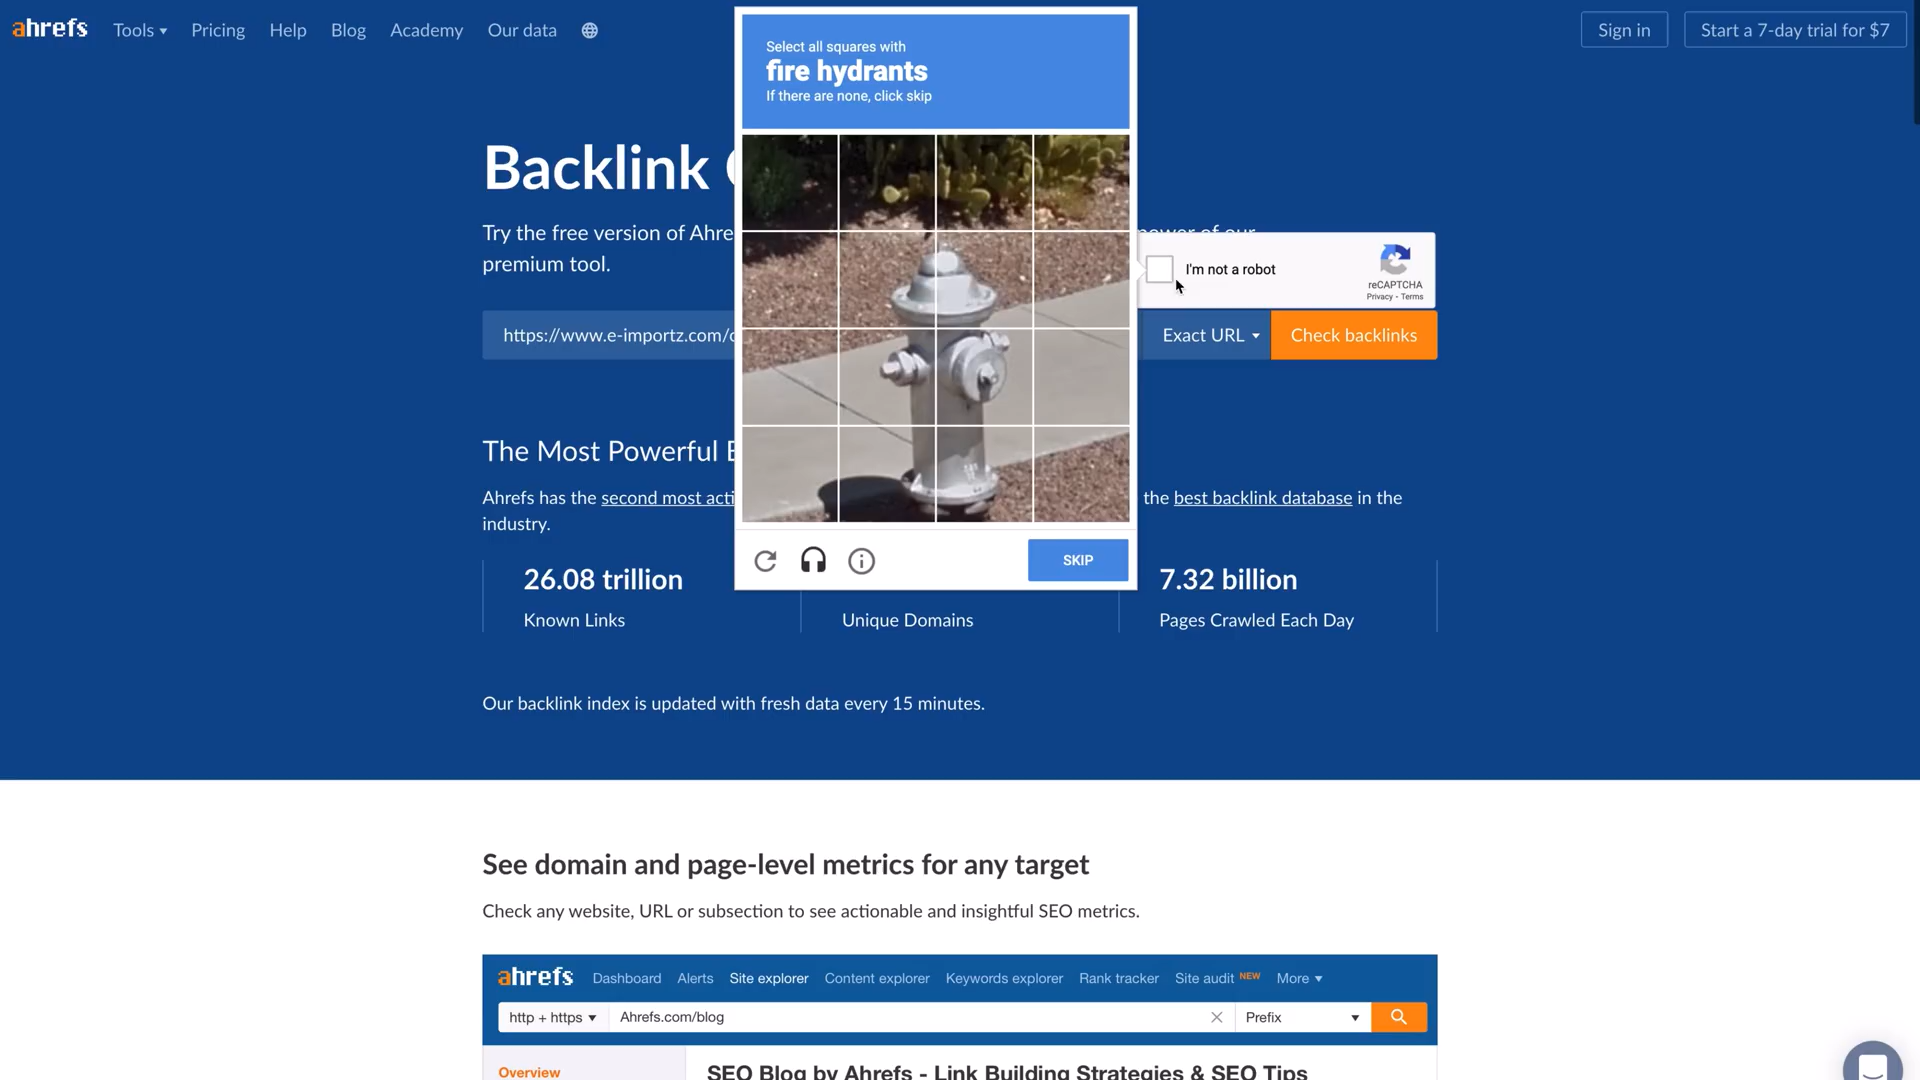 ahrefs Tools Pricing Help Blog Academy Our data Sign in Start a 7-day trial for $7
Select all squares with
fire hydrants
If there are none, click skip
Backlink
Try the free version of Ahre
premium tool.
power of our
I'm not a robot
reCAPTCHA
Privacy - Terms
https://www.e-importz.com/ Exact URL Check backlinks
The Most Powerful
Ahrefs has the second most acti the best backlink database in the
industry.
SKIP
26.08 trillion 7.32 billion
Known Links Unique Domains Pages Crawled Each Day
Our backlink index is updated with fresh data every 15 minutes.
See domain and page-level metrics for any target
Check any website, URL or subsection to see actionable and insightful SEO metrics.
ahrefs Dashboard Alerts Site explorer Content explorer Keywords explorer Rank tracker Site audit NEW More
http + https Ahrefs.com/blog Prefix
Overview SEO Blog by Ahrefs - Link Building Strategies & SEO Tips